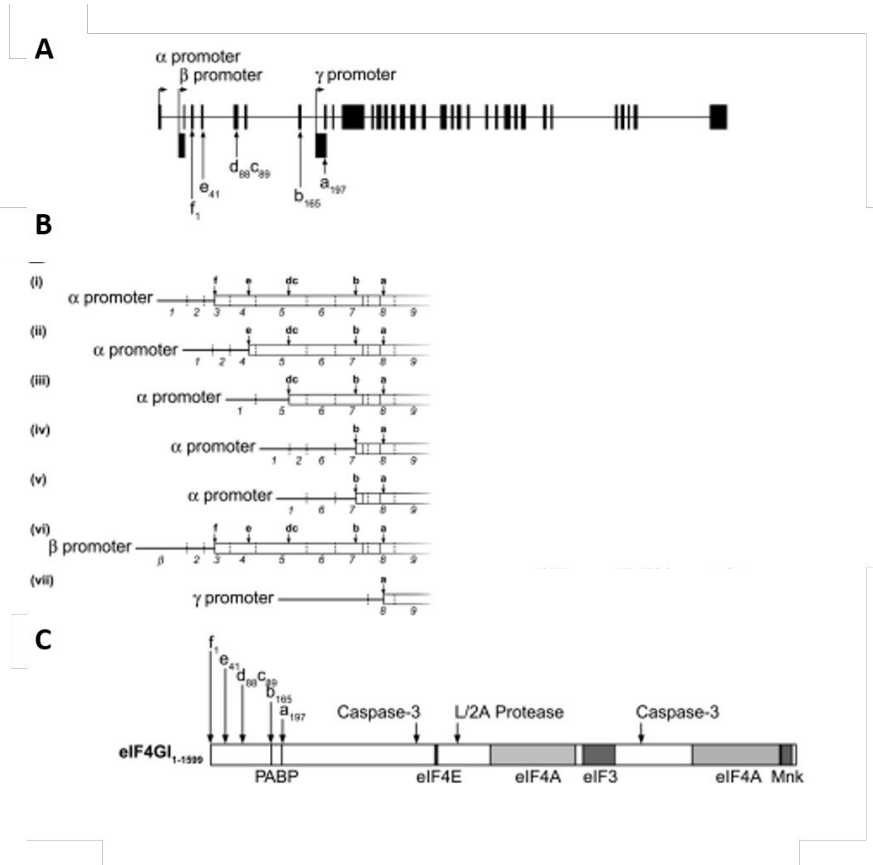 A
α promoter
β promoter
γ promoter
d88c89
a197
e41
b165
f1
B
(i)
f e dc b a
α promoter
1 2 3 4 5 6 7 8 9
(ii)
e dc b a
α promoter
1 2 4 5 6 7 8 9
(iii)
dc b a
α promoter
1 5 6 7 8 9
(iv)
b a
α promoter
1 2 6 7 8 9
(v)
b a
α promoter
1 6 7 8 9
(vi)
f e dc b a
β promoter
β 2 3 4 5 6 7 8 9
(vii)
a
γ promoter
8 9
C
f1
e41
d88c89
b165
a197
Caspase-3 L/2A Protease Caspase-3
eIF4GI1-1599
PABP eIF4E eIF4A eIF3 eIF4A Mnk